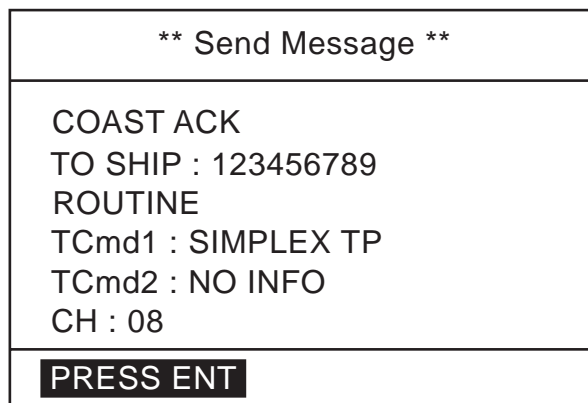 ** Send Message **
COAST ACK
TO SHIP : 123456789
ROUTINE
TCmd1 : SIMPLEX TP
TCmd2 : NO INFO
CH : 08
PRESS ENT